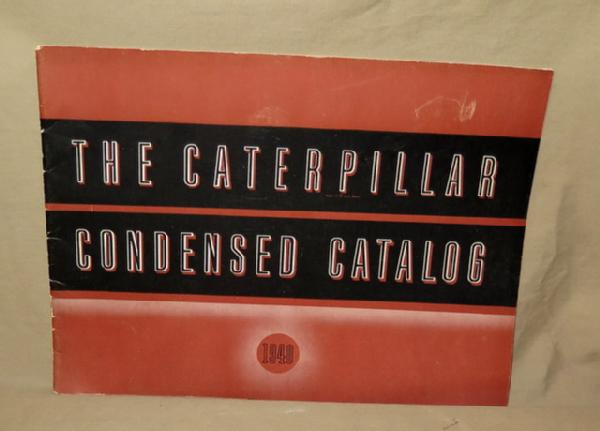 THE CATERPILLAR
CONDENSED CATALOG
1940